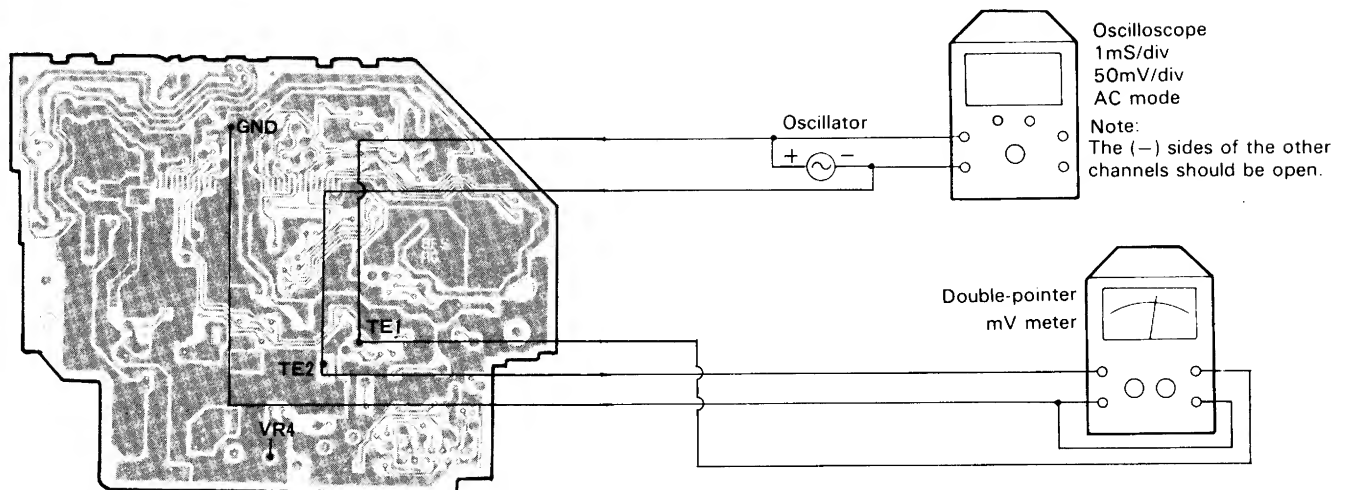 Oscilloscope
1mS/div
50mV/div
AC mode
Note:
The (−) sides of the other
channels should be open.
GND
Oscillator
+ −
Double-pointer
mV meter
TE1
TE2
VR4